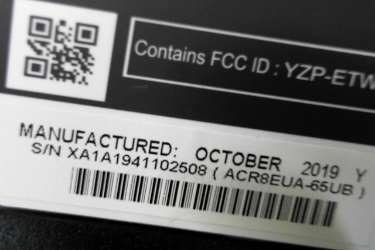 Contains FCC ID : YZP-ETW
MANUFACTURED: OCTOBER 2019 Y
S/N XA1A1941102508 ( ACR8EUA-65UB )